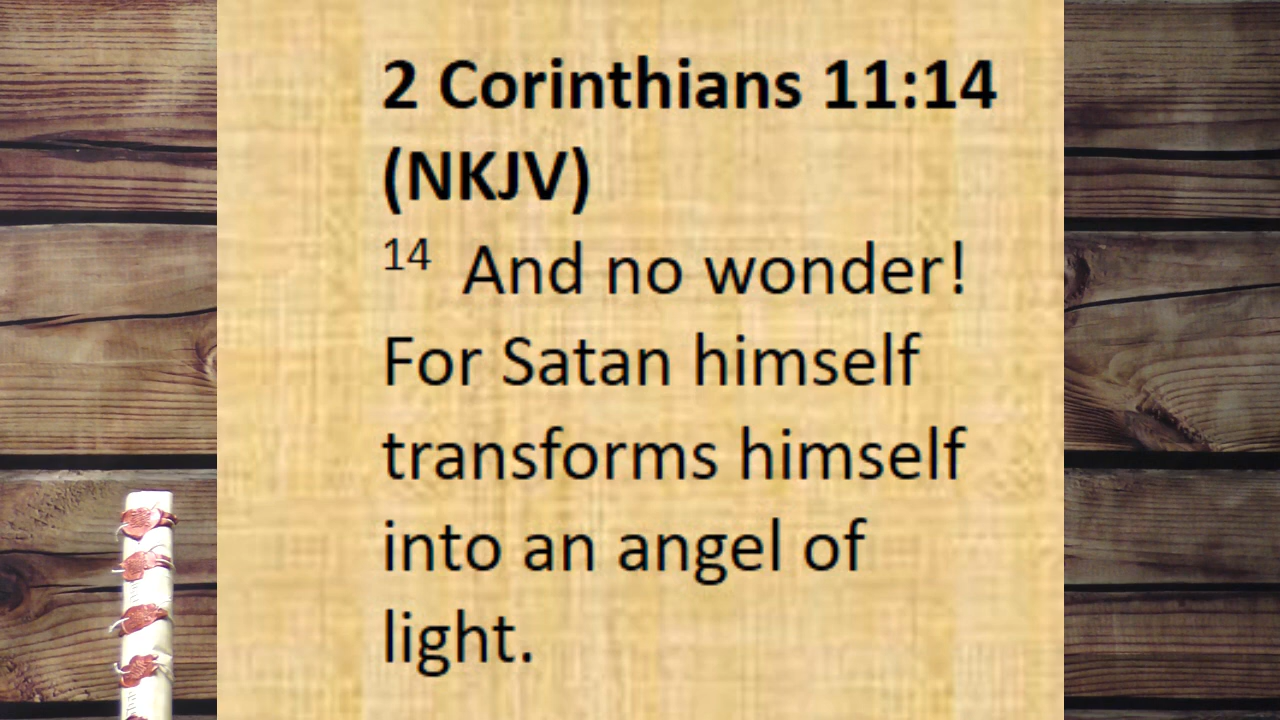 2 Corinthians 11:14
(NKJV)
14 And no wonder!
For Satan himself
transforms himself
into an angel of
light.